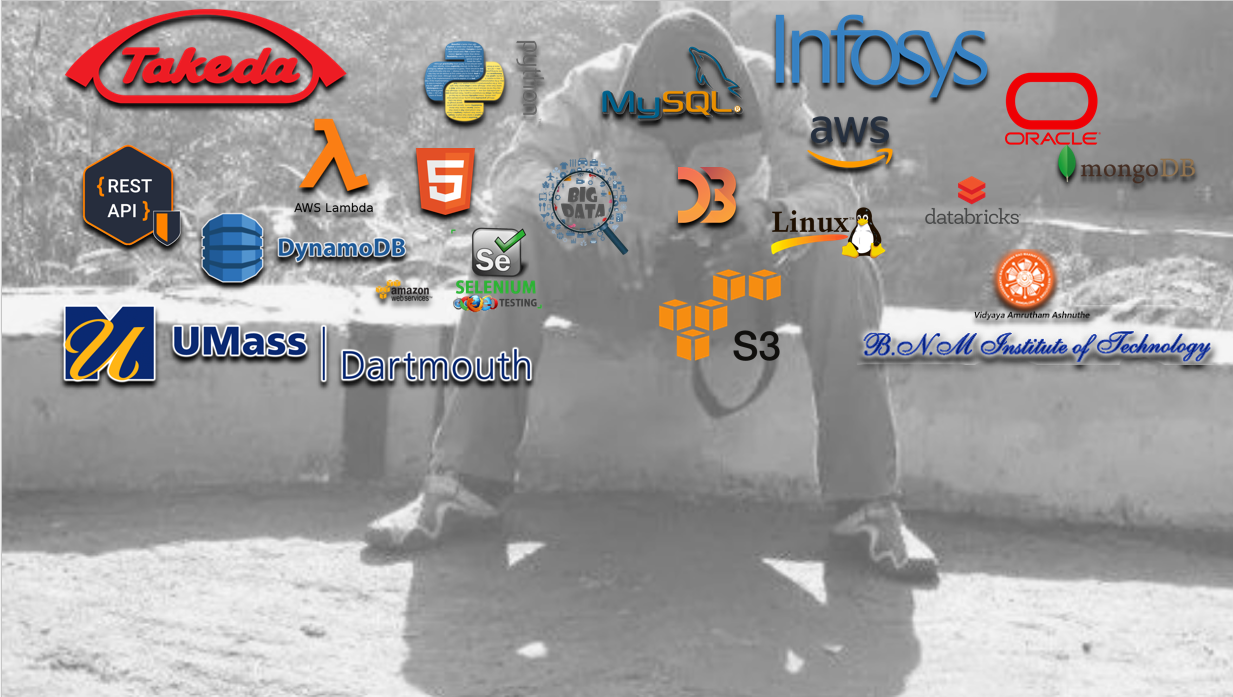 Takeda
python
MySQL
Infosys
ORACLE
aws
mongoDB
{REST
API}
AWS Lambda
5
BIG
DATA
D3
databricks
Linux
DynamoDB
Se
SELENIUM
TESTING
amazon
web services
S3
Vidyaya Amrutham Ashnuthe
B.N.M Institute of Technology
U
UMass | Dartmouth